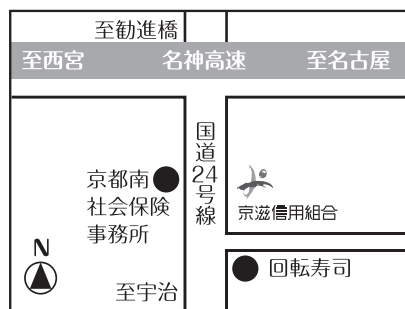 至勧進橋
至西宮 名神高速 至名古屋
国道24号線
京都南
社会保険
事務所
京滋信用組合
回転寿司
N
至宇治